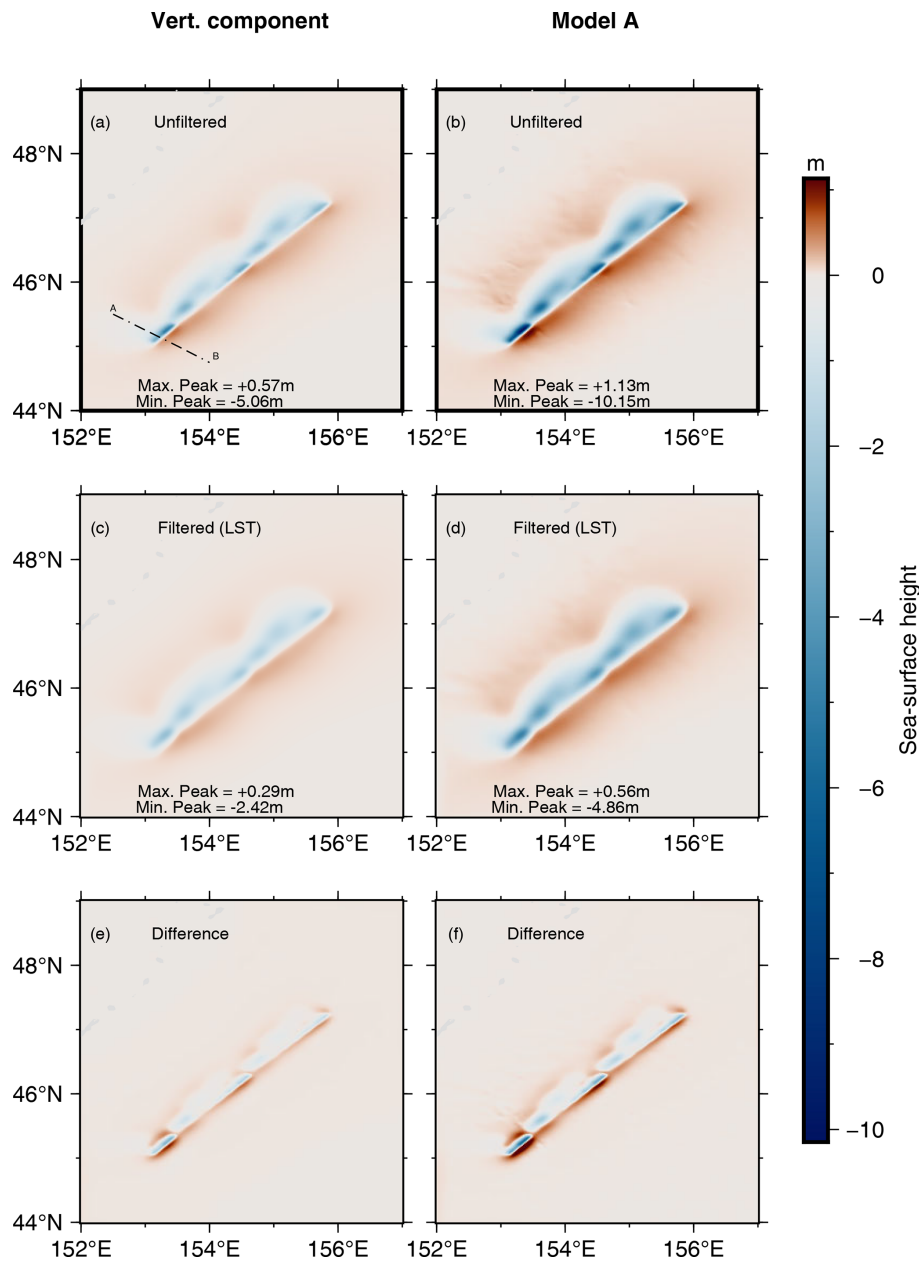 Vert. component Model A
(a) Unfiltered
(b) Unfiltered
48°N
46°N
44°N
A
B
Max. Peak = +0.57m
Min. Peak = -5.06m
Max. Peak = +1.13m
Min. Peak = -10.15m
152°E 154°E 156°E
152°E 154°E 156°E
(c) Filtered (LST)
(d) Filtered (LST)
48°N
46°N
44°N
Max. Peak = +0.29m
Min. Peak = -2.42m
Max. Peak = +0.56m
Min. Peak = -4.86m
152°E 154°E 156°E
152°E 154°E 156°E
(e) Difference
(f) Difference
48°N
46°N
44°N
152°E 154°E 156°E
152°E 154°E 156°E
m
0
−2
−4
−6
−8
−10
Sea-surface height